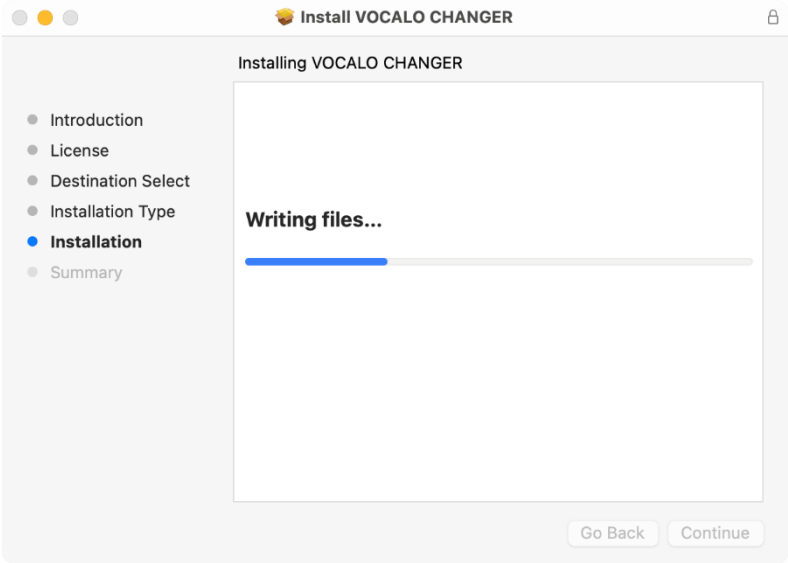 Install VOCALO CHANGER
Installing VOCALO CHANGER
Introduction
License
Destination Select
Installation Type
Installation
Summary
Writing files...
Go Back
Continue